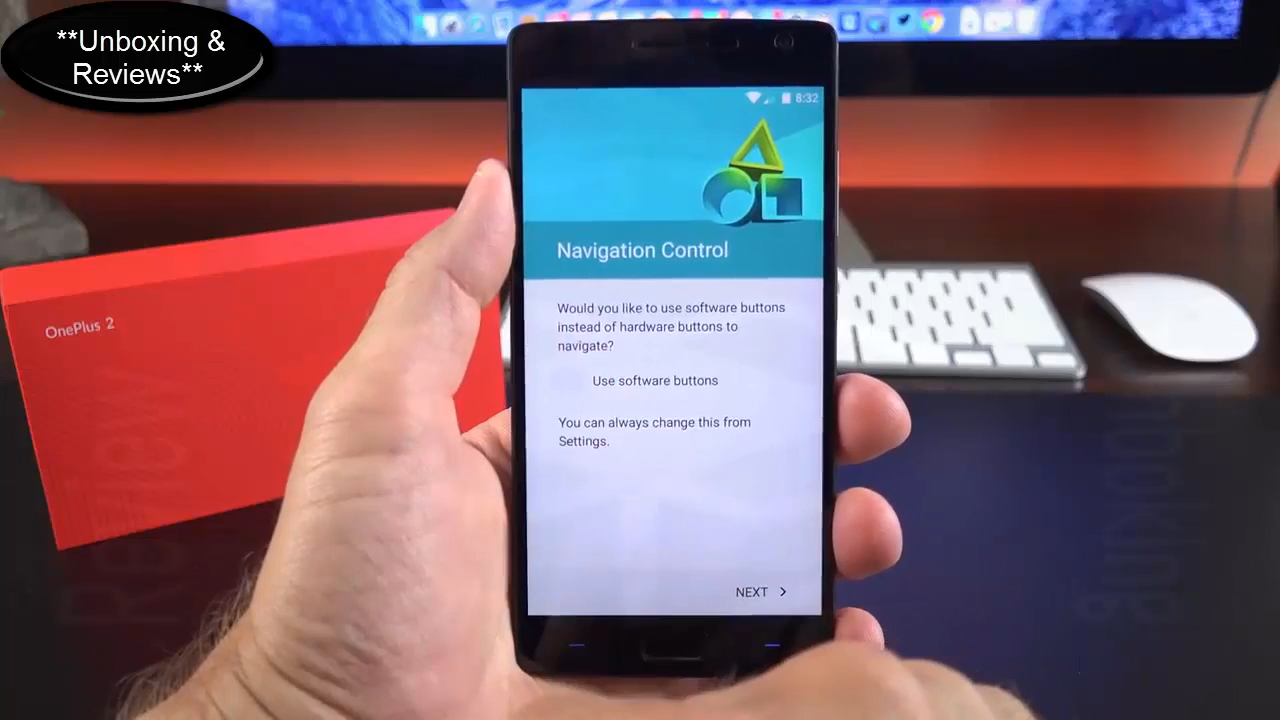 **Unboxing &
Reviews**
8:32
Navigation Control
OnePlus 2
Would you like to use software buttons
instead of hardware buttons to
navigate?
Use software buttons
You can always change this from
Settings.
NEXT
Review